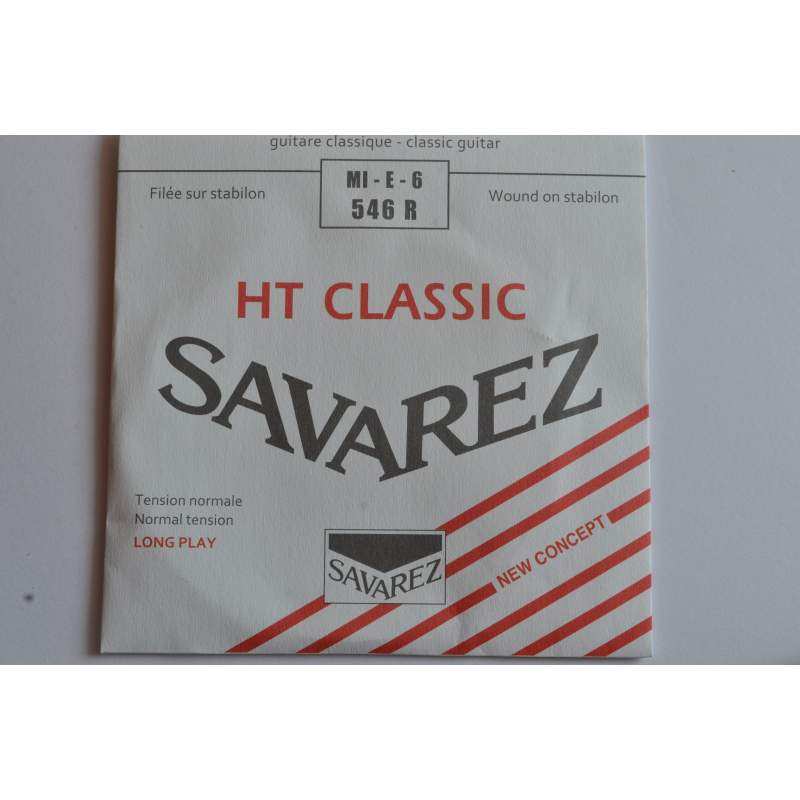 guitare classique - classic guitar
Filée sur stabilon
MI - E - 6
546 R
Wound on stabilon
HT CLASSIC
SAVAREZ
Tension normale
Normal tension
LONG PLAY
SAVAREZ
NEW CONCEPT